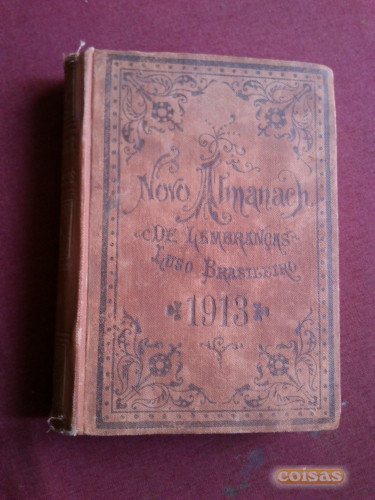 Novo Almanach
De Lembranças
Luso Brasileiro
1913
coisas